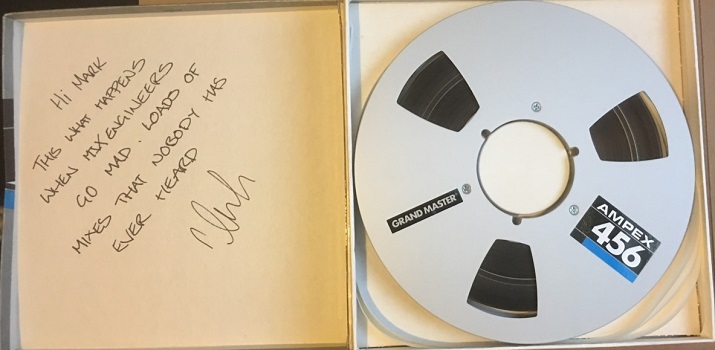 Hi MARK
THIS WHAT HAPPENS
WHEN MIX ENGINEERS
GO MAD. LOADS OF
MIXES THAT NOBODY HAS
EVER HEARD
GRAND MASTER
AMPEX
456